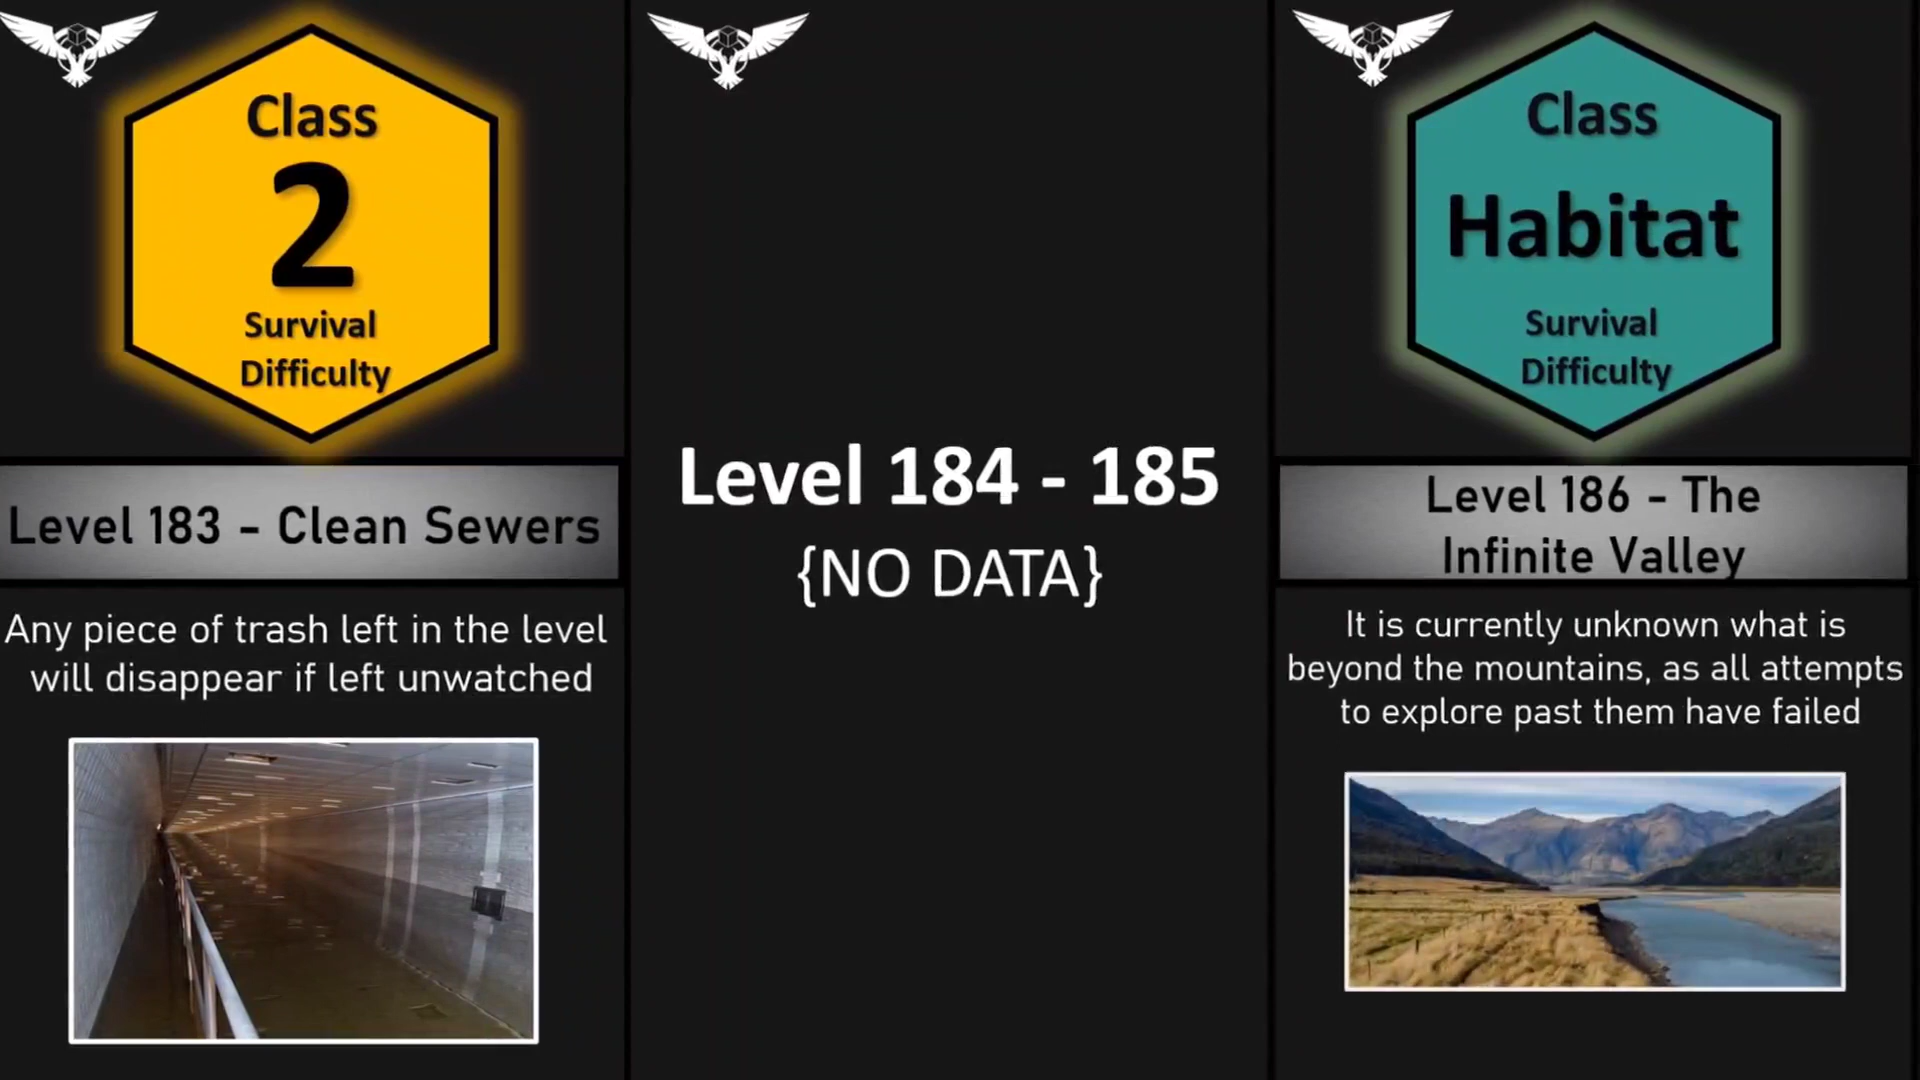 Class
2
Survival
Difficulty
Level 183 - Clean Sewers
Any piece of trash left in the level
will disappear if left unwatched
Level 184 - 185
{NO DATA}
Class
Habitat
Survival
Difficulty
Level 186 - The
Infinite Valley
It is currently unknown what is
beyond the mountains, as all attempts
to explore past them have failed